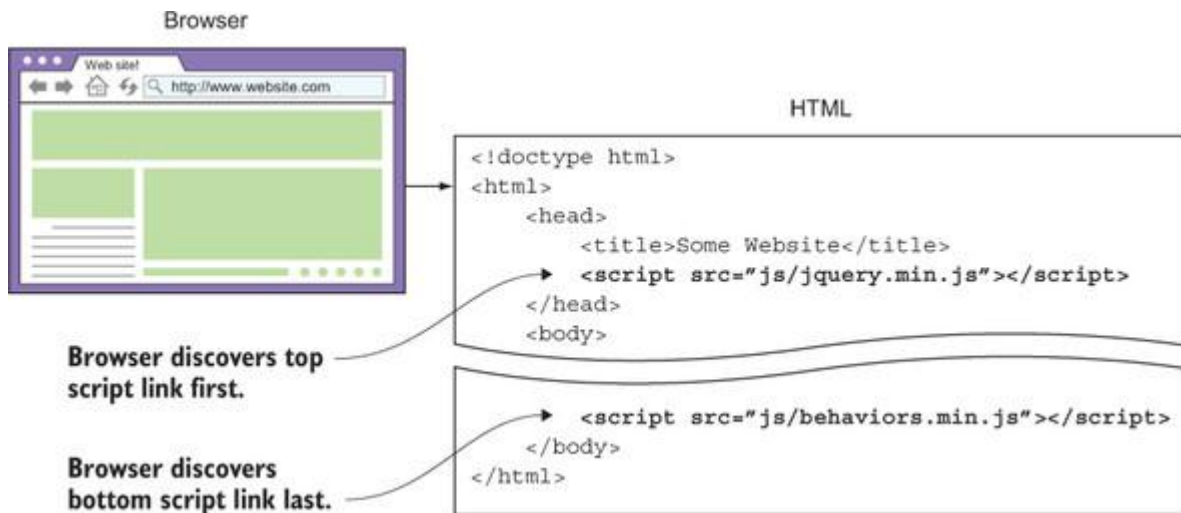 Browser
Web site!
http://www.website.com
HTML
<!doctype html>
<html>
<head>
<title>Some Website</title>
<script src="js/jquery.min.js"></script>
</head>
<body>
Browser discovers top
script link first.
<script src="js/behaviors.min.js"></script>
</body>
</html>
Browser discovers
bottom script link last.